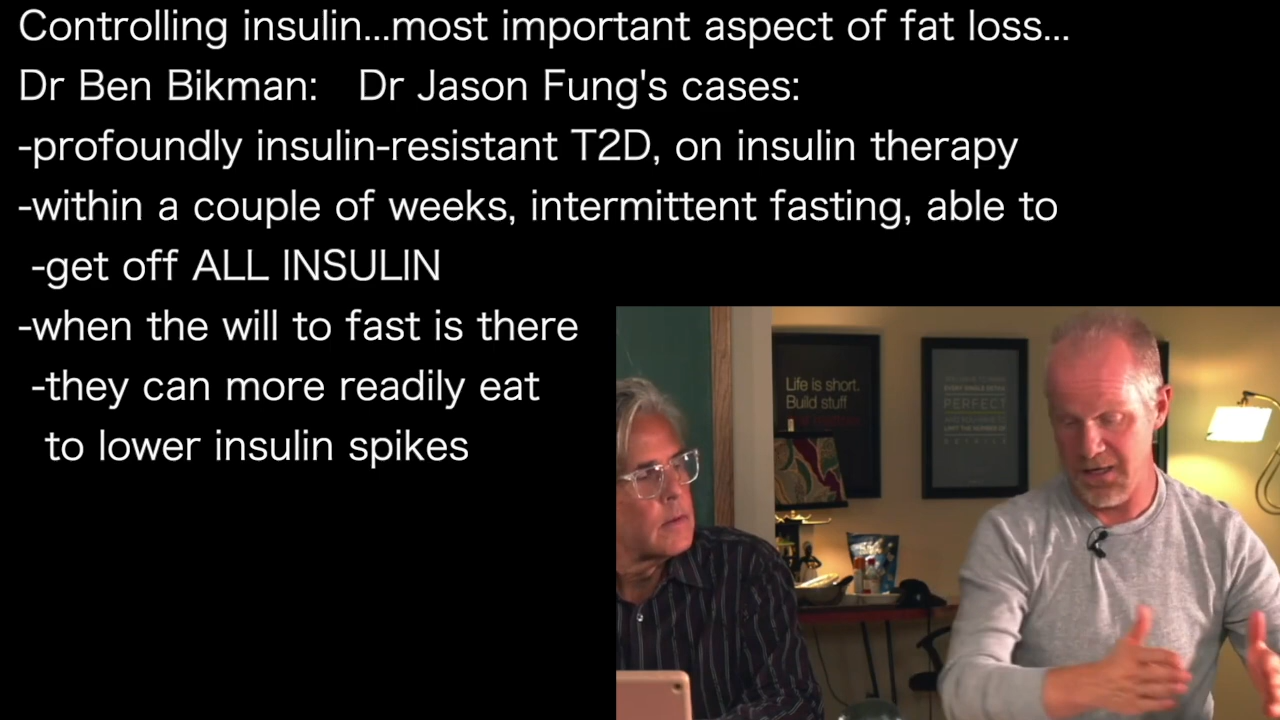 Controlling insulin...most important aspect of fat loss...
Dr Ben Bikman: Dr Jason Fung's cases:
-profoundly insulin-resistant T2D, on insulin therapy
-within a couple of weeks, intermittent fasting, able to
-get off ALL INSULIN
-when the will to fast is there
-they can more readily eat
to lower insulin spikes
Life is short.
Build stuff
PERFECT